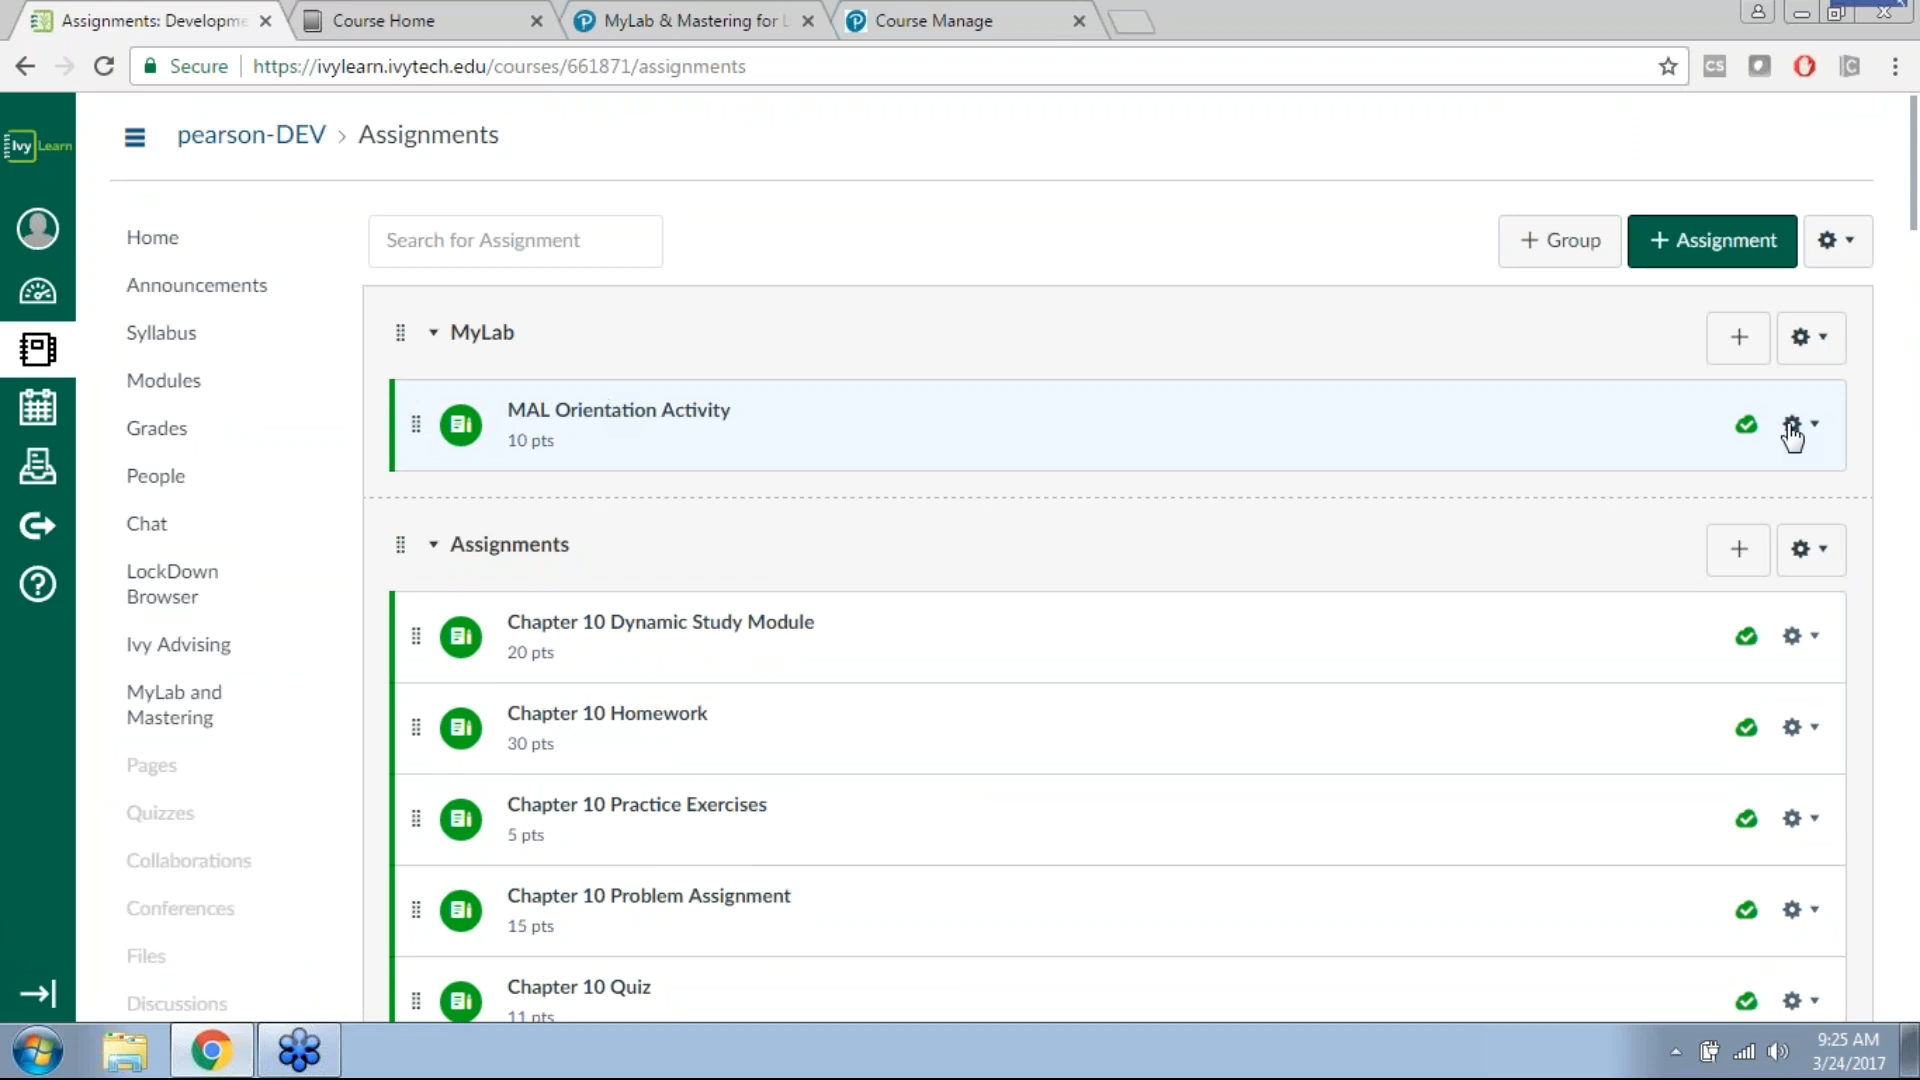 Assignments: Developme
Course Home
MyLab & Mastering for L
Course Manage
Secure
https://ivylearn.ivytech.edu/courses/661871/assignments
CS
C
pearson-DEV > Assignments
Ivy Learn
Home
Announcements
Syllabus
Modules
Grades
People
Chat
LockDown
Browser
Ivy Advising
MyLab and
Mastering
Pages
Quizzes
Collaborations
Conferences
Files
Discussions
Search for Assignment
+ Group
+ Assignment
MyLab
MAL Orientation Activity
10 pts
Assignments
Chapter 10 Dynamic Study Module
20 pts
Chapter 10 Homework
30 pts
Chapter 10 Practice Exercises
5 pts
Chapter 10 Problem Assignment
15 pts
Chapter 10 Quiz
11 pts
9:25 AM
3/24/2017